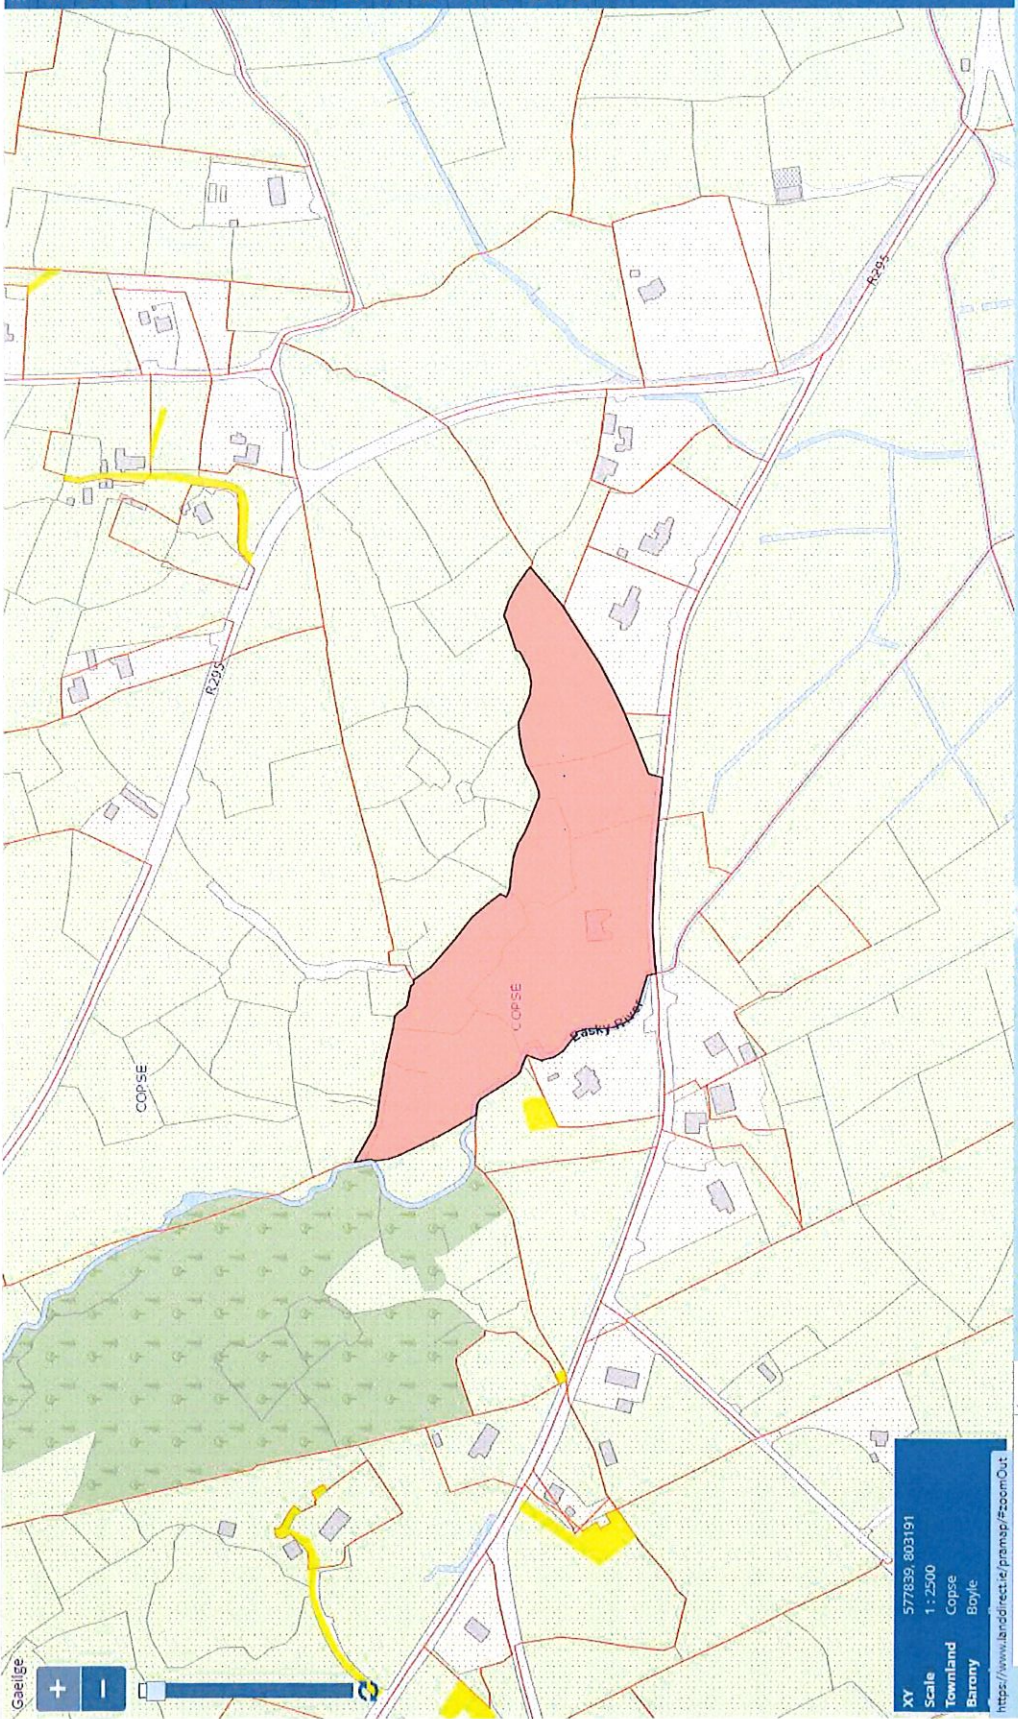 Gaeilge
+
−
COPSE
R295
COPSE
Easky River
R295
XY 577839, 803191
Scale 1 : 2500
Townland Copse
Barony Boyle
https://www.landdirect.ie/pramap/#zoomOut